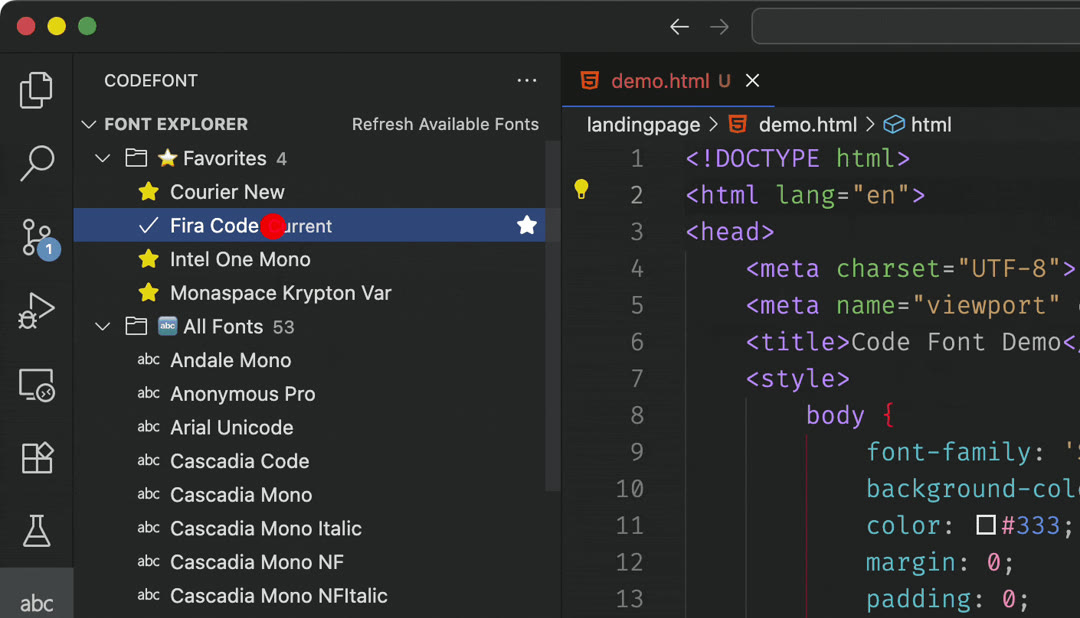 CODEFONT ...
FONT EXPLORER Refresh Available Fonts
Favorites 4
Courier New
Fira Code
Intel One Mono
Monaspace Krypton Var
abc All Fonts 53
abc Andale Mono
abc Anonymous Pro
abc Arial Unicode
abc Cascadia Code
abc Cascadia Mono
abc Cascadia Mono Italic
abc Cascadia Mono NF
abc Cascadia Mono NFItalic
1
abc
demo.html U
landingpage > demo.html > html
1 <!DOCTYPE html>
2 <html lang="en">
3 <head>
4 <meta charset="UTF-8">
5 <meta name="viewport"
6 <title>Code Font Demo<
7 <style>
8 body {
9 font-family: '
10 background-col
11 color: #333;
12 margin: 0;
13 padding: 0;